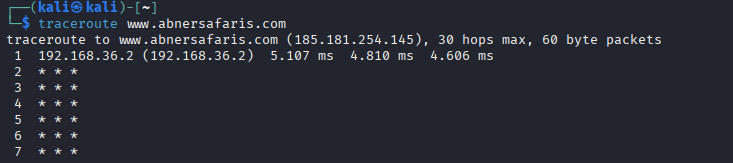 ┌──(kali㉿kali)-[~]
└─$ traceroute www.abnersafaris.com
traceroute to www.abnersafaris.com (185.181.254.145), 30 hops max, 60 byte packets
 1  192.168.36.2 (192.168.36.2)  5.107 ms  4.810 ms  4.606 ms
 2  * * *
 3  * * *
 4  * * *
 5  * * *
 6  * * *
 7  * * *